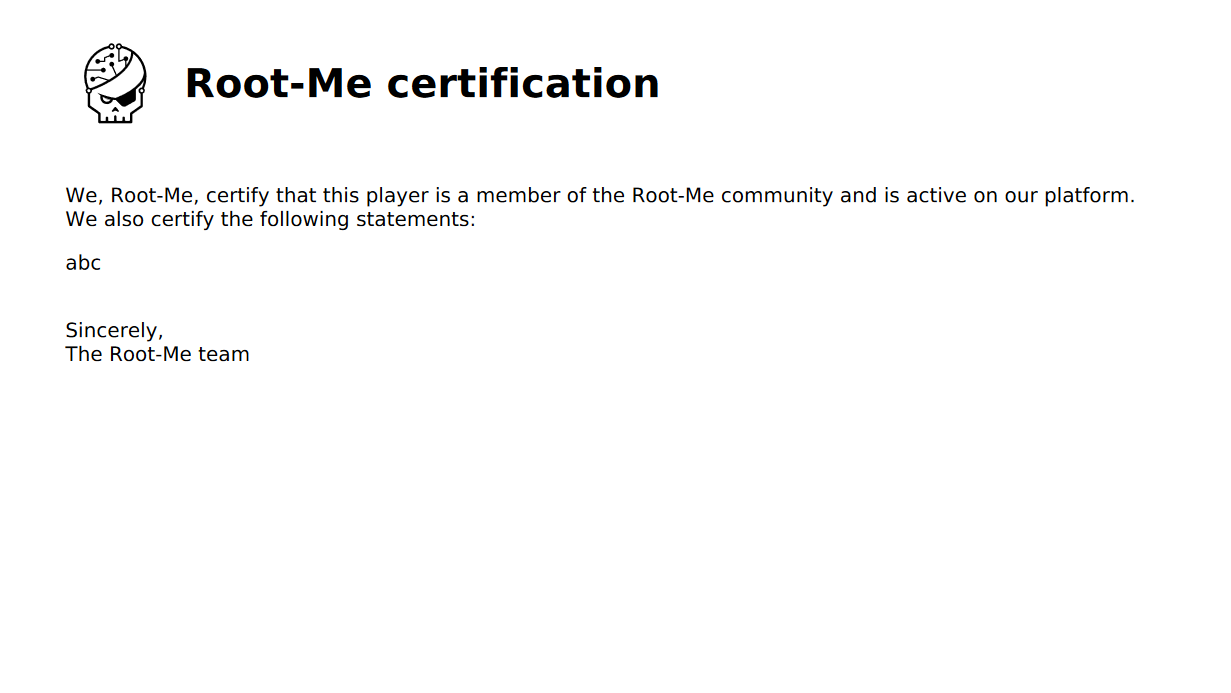 Root-Me certification
We, Root-Me, certify that this player is a member of the Root-Me community and is active on our platform.
We also certify the following statements:
abc
Sincerely,
The Root-Me team